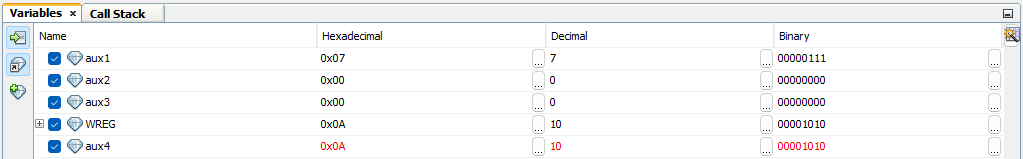 Variables × Call Stack
Name Hexadecimal Decimal Binary
aux1 0x07 ... 7 ... 00000111 ...
aux2 0x00 ... 0 ... 00000000 ...
aux3 0x00 ... 0 ... 00000000 ...
WREG 0x0A ... 10 ... 00001010 ...
aux4 0x0A ... 10 ... 00001010 ...